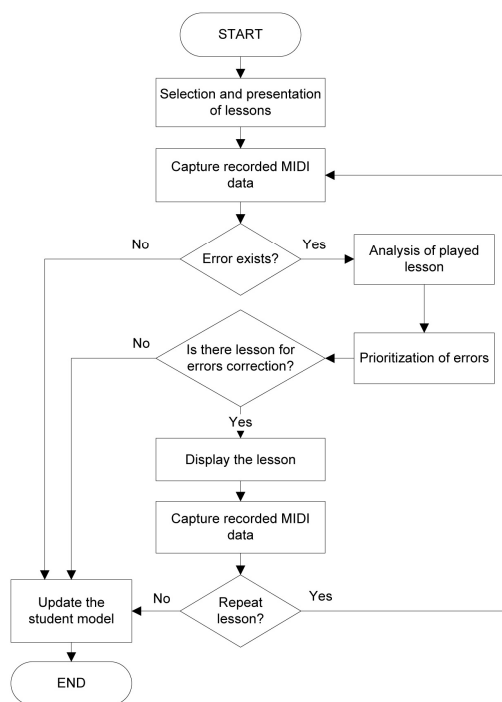 START
Selection and presentation
of lessons
Capture recorded MIDI
data
No
Yes
Error exists?
Analysis of played
lesson
No
Is there lesson for
errors correction?
Prioritization of errors
Yes
Display the lesson
Capture recorded MIDI
data
Update the
student model
No
Repeat
lesson?
Yes
END